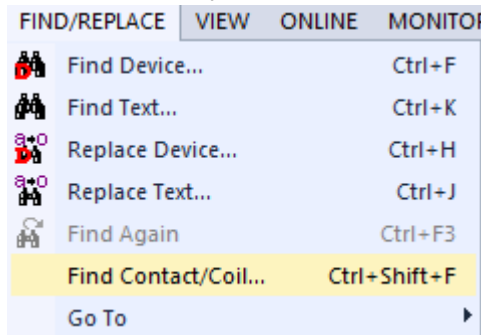 FIND/REPLACE VIEW ONLINE MONITOR
Find Device... Ctrl+F
Find Text... Ctrl+K
Replace Device... Ctrl+H
Replace Text... Ctrl+J
Find Again Ctrl+F3
Find Contact/Coil... Ctrl+Shift+F
Go To